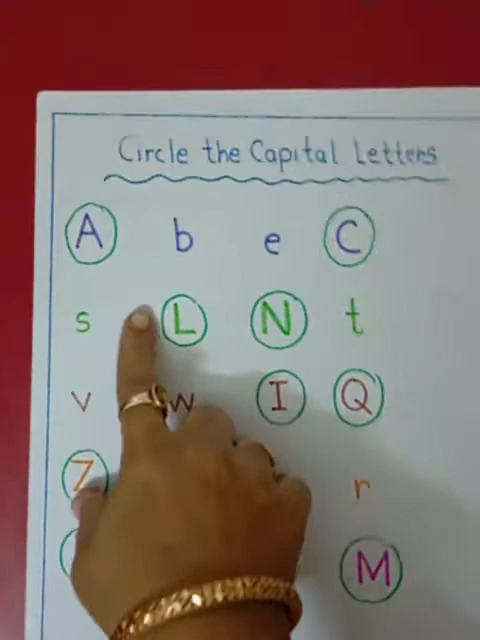 Circle the Capital Letters
A b e C
s L N t
v w I Q
Z r
M